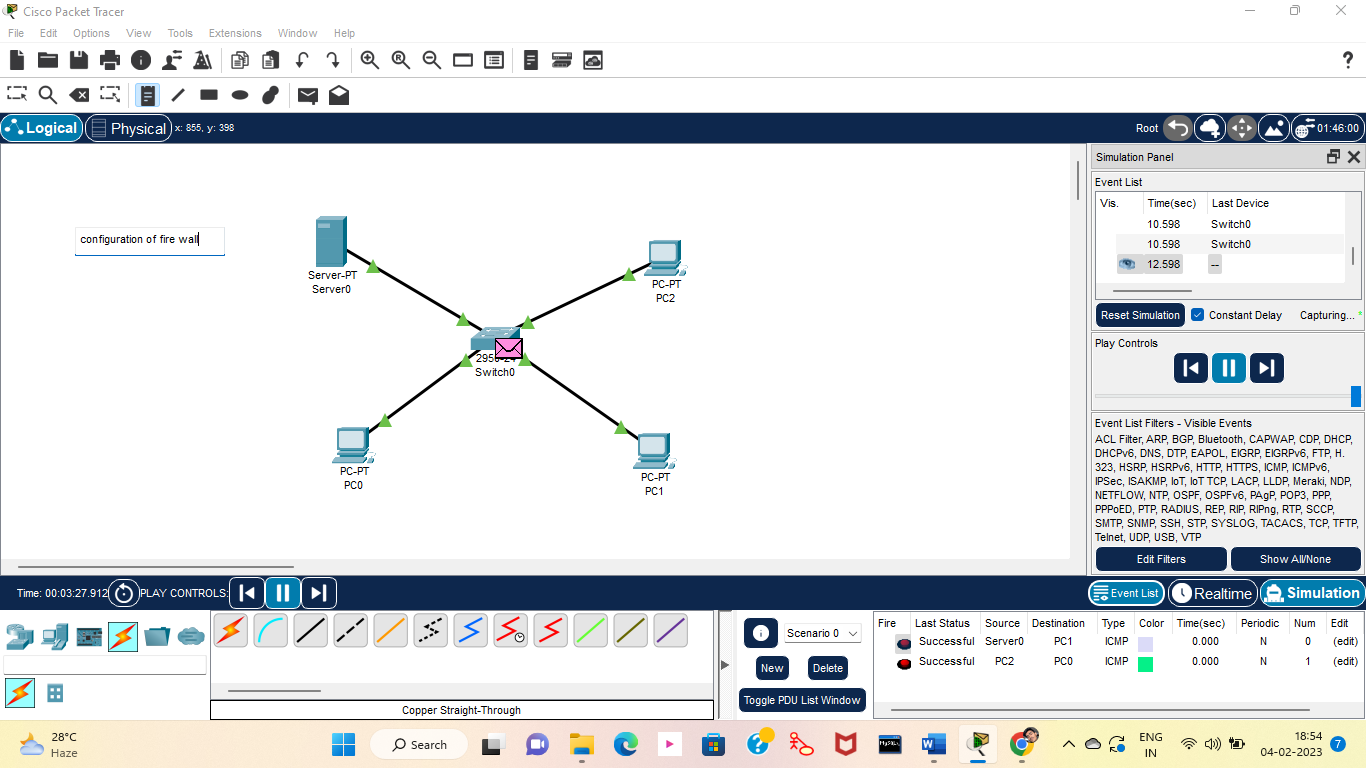 Cisco Packet Tracer
File Edit Options View Tools Extensions Window Help
Logical Physical x: 855, y: 398 Root 01:46:00
configuration of fire wall
Server-PT
Server0
PC-PT
PC2
2950-24
Switch0
PC-PT
PC0
PC-PT
PC1
Simulation Panel
Event List
Vis. Time(sec) Last Device
10.598 Switch0
10.598 Switch0
12.598 --
Reset Simulation Constant Delay Capturing... *
Play Controls
Event List Filters - Visible Events
ACL Filter, ARP, BGP, Bluetooth, CAPWAP, CDP, DHCP,
DHCPv6, DNS, DTP, EAPOL, EIGRP, EIGRPv6, FTP, H.
323, HSRP, HSRPv6, HTTP, HTTPS, ICMP, ICMPv6,
IPSec, ISAKMP, IoT, IoT TCP, LACP, LLDP, Meraki, NDP,
NETFLOW, NTP, OSPF, OSPFv6, PAgP, POP3, PPP,
PPPoED, PTP, RADIUS, REP, RIP, RIPng, RTP, SCCP,
SMTP, SNMP, SSH, STP, SYSLOG, TACACS, TCP, TFTP,
Telnet, UDP, USB, VTP
Edit Filters Show All/None
Time: 00:03:27.912 PLAY CONTROLS: Event List Realtime Simulation
Scenario 0
New Delete
Toggle PDU List Window
Copper Straight-Through
Fire Last Status Source Destination Type Color Time(sec) Periodic Num Edit
Successful Server0 PC1 ICMP 0.000 N 0 (edit)
Successful PC2 PC0 ICMP 0.000 N 1 (edit)
28°C
Haze
Search
MySQL
ENG
IN
18:54
04-02-2023
7